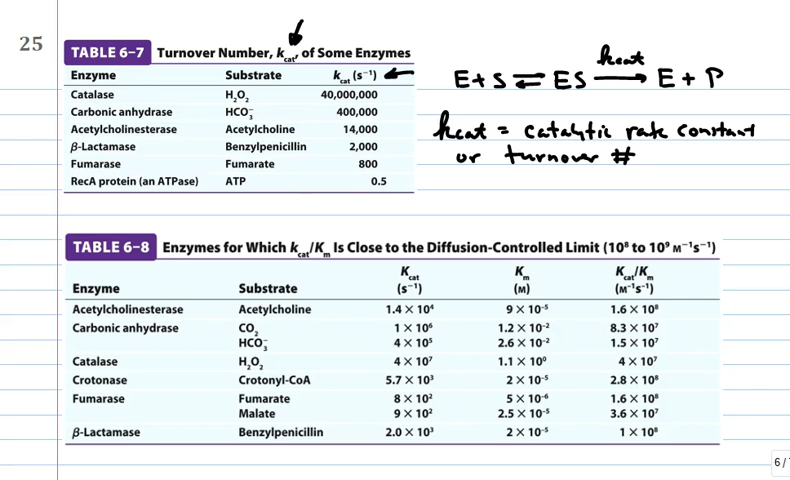 25
TABLE 6–7 Turnover Number, kcat, of Some Enzymes
Enzyme Substrate kcat (s⁻¹)
Catalase H₂O₂ 40,000,000
Carbonic anhydrase HCO₃⁻ 400,000
Acetylcholinesterase Acetylcholine 14,000
β-Lactamase Benzylpenicillin 2,000
Fumarase Fumarate 800
RecA protein (an ATPase) ATP 0.5
kcat
E + S ⇌ ES → E + P
kcat = catalytic rate constant
or turnover #
TABLE 6–8 Enzymes for Which kcat/Km Is Close to the Diffusion-Controlled Limit (10⁸ to 10⁹ M⁻¹s⁻¹)
Kcat Km Kcat/Km
Enzyme Substrate (s⁻¹) (M) (M⁻¹s⁻¹)
Acetylcholinesterase Acetylcholine 1.4 × 10⁴ 9 × 10⁻⁵ 1.6 × 10⁸
Carbonic anhydrase CO₂ 1 × 10⁶ 1.2 × 10⁻² 8.3 × 10⁷
HCO₃⁻ 4 × 10⁵ 2.6 × 10⁻² 1.5 × 10⁷
Catalase H₂O₂ 4 × 10⁷ 1.1 × 10⁰ 4 × 10⁷
Crotonase Crotonyl-CoA 5.7 × 10³ 2 × 10⁻⁵ 2.8 × 10⁸
Fumarase Fumarate 8 × 10² 5 × 10⁻⁶ 1.6 × 10⁸
Malate 9 × 10² 2.5 × 10⁻⁵ 3.6 × 10⁷
β-Lactamase Benzylpenicillin 2.0 × 10³ 2 × 10⁻⁵ 1 × 10⁸
6 /